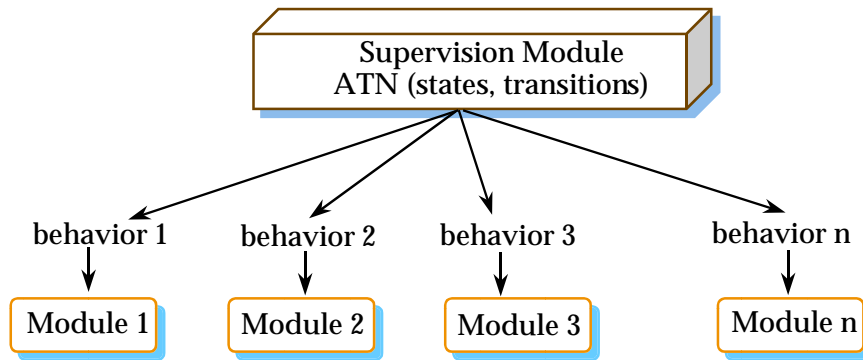 Supervision Module
ATN (states, transitions)
behavior 1
behavior 2
behavior 3
behavior n
Module 1
Module 2
Module 3
Module n